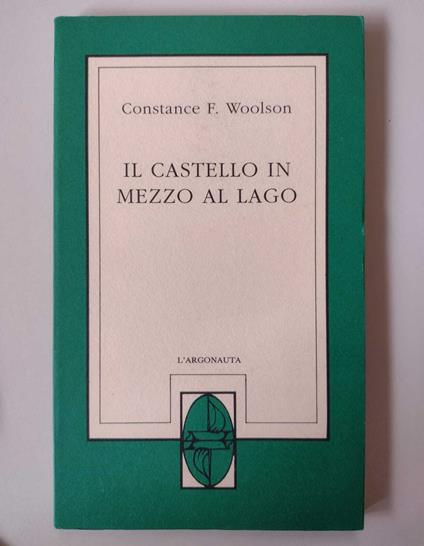 Constance F. Woolson
IL CASTELLO IN
MEZZO AL LAGO
L'ARGONAUTA